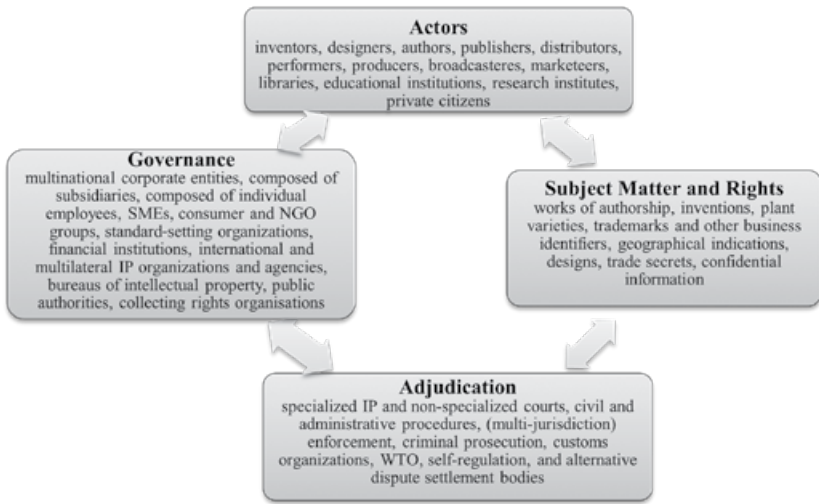 Actors
inventors, designers, authors, publishers, distributors,
performers, producers, broadcasteres, marketeers,
libraries, educational institutions, research institutes,
private citizens
Governance
multinational corporate entities, composed of
subsidiaries, composed of individual
employees, SMEs, consumer and NGO
groups, standard-setting organizations,
financial institutions, international and
multilateral IP organizations and agencies,
bureaus of intellectual property, public
authorities, collecting rights organisations
Subject Matter and Rights
works of authorship, inventions, plant
varieties, trademarks and other business
identifiers, geographical indications,
designs, trade secrets, confidential
information
Adjudication
specialized IP and non-specialized courts, civil and
administrative procedures, (multi-jurisdiction)
enforcement, criminal prosecution, customs
organizations, WTO, self-regulation, and alternative
dispute settlement bodies